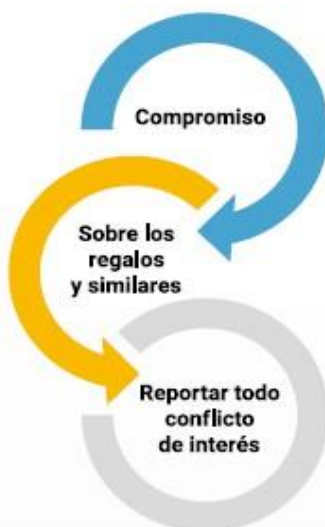 Compromiso
Sobre los
regalos
y similares
Reportar todo
conflicto
de interés